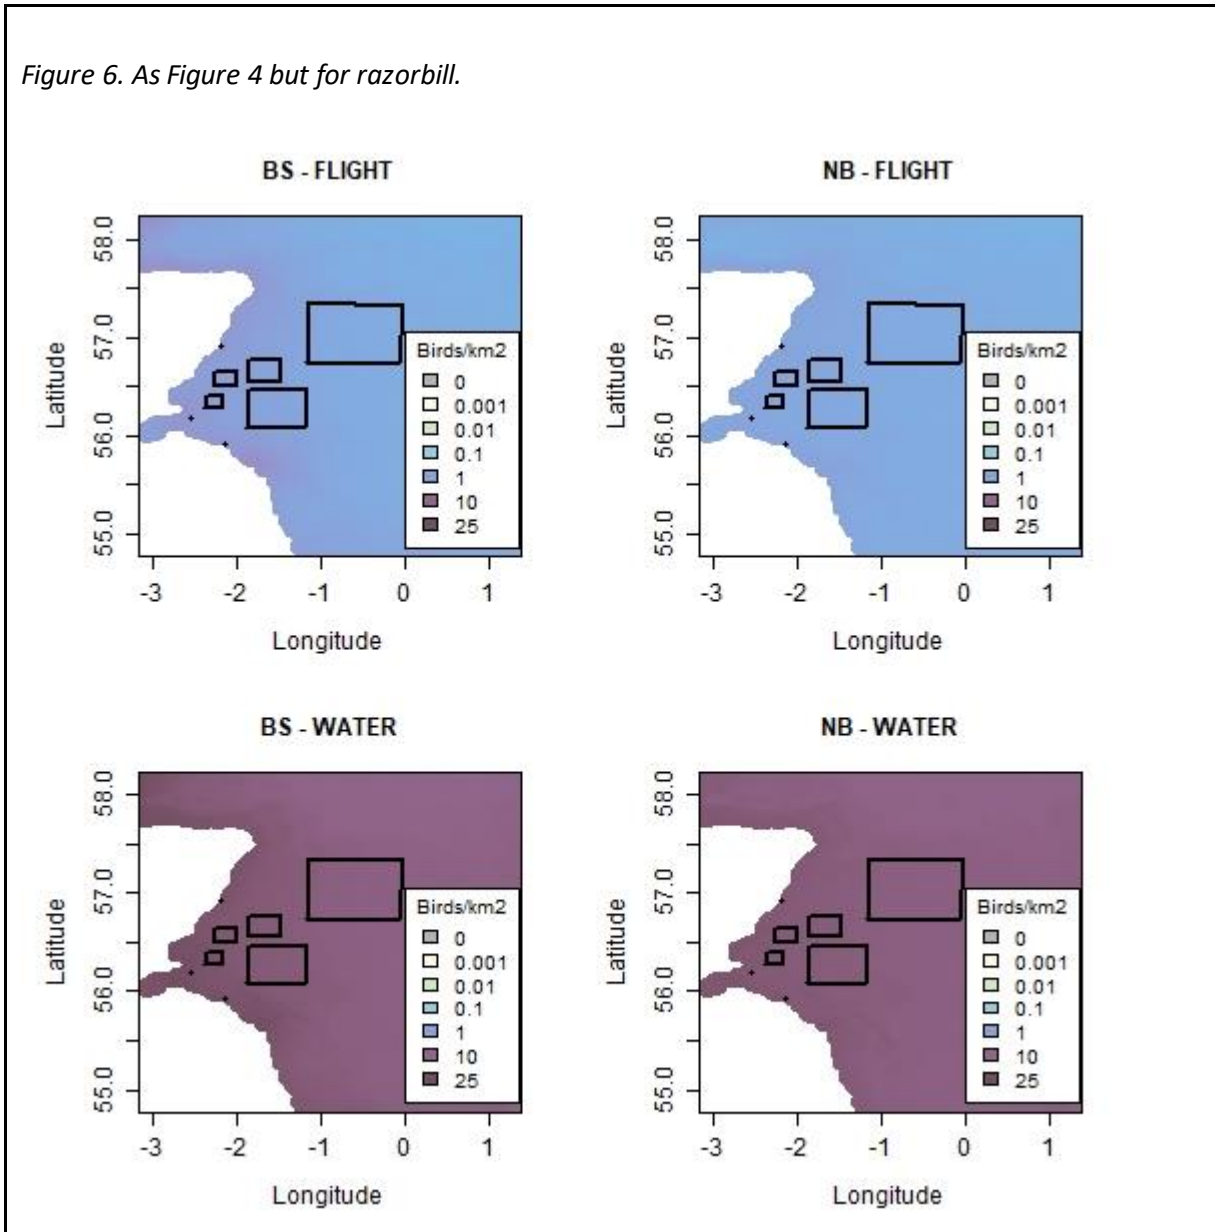 Figure 6. As Figure 4 but for razorbill.
BS - FLIGHT
58.0
57.0
56.0
55.0
Latitude
Birds/km2
0
0.001
0.01
0.1
1
10
25
-3 -2 -1 0 1
Longitude
NB - FLIGHT
58.0
57.0
56.0
55.0
Latitude
Birds/km2
0
0.001
0.01
0.1
1
10
25
-3 -2 -1 0 1
Longitude
BS - WATER
58.0
57.0
56.0
55.0
Latitude
Birds/km2
0
0.001
0.01
0.1
1
10
25
-3 -2 -1 0 1
Longitude
NB - WATER
58.0
57.0
56.0
55.0
Latitude
Birds/km2
0
0.001
0.01
0.1
1
10
25
-3 -2 -1 0 1
Longitude